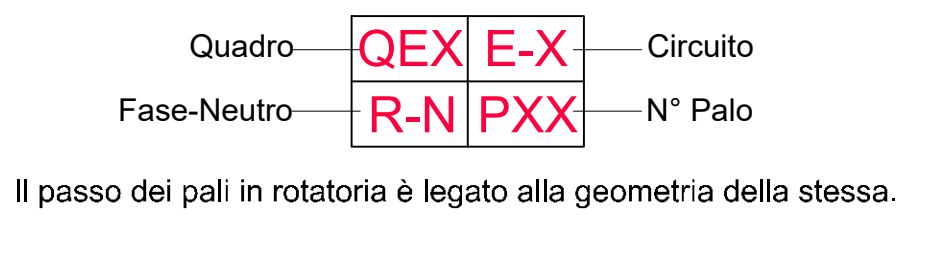 Quadro QEX E-X Circuito
Fase-Neutro R-N PXX N° Palo
Il passo dei pali in rotatoria è legato alla geometria della stessa.